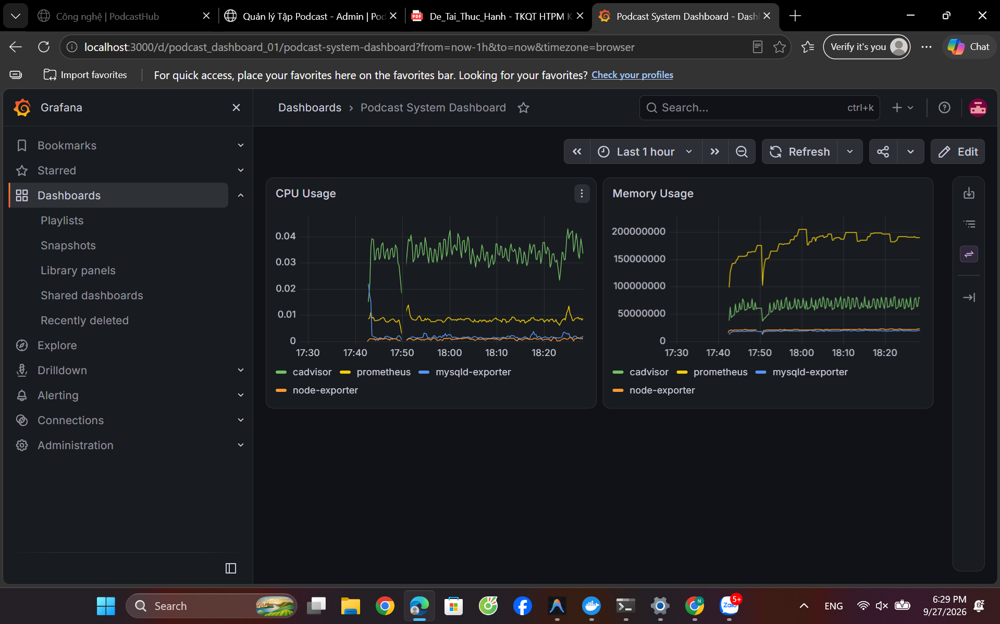 Công nghệ | PodcastHub
Quản lý Tập Podcast - Admin | Pod
De_Tai_Thuc_Hanh - TKQT HTPM K
Podcast System Dashboard - Dash
localhost:3000/d/podcast_dashboard_01/podcast-system-dashboard?from=now-1h&to=now&timezone=browser
Verify it's you
Chat
Import favorites
For quick access, place your favorites here on the favorites bar. Looking for your favorites? Check your profiles
Grafana
Dashboards › Podcast System Dashboard
Search...
ctrl+k
Bookmarks
Starred
Dashboards
Playlists
Snapshots
Library panels
Shared dashboards
Recently deleted
Explore
Drilldown
Alerting
Connections
Administration
Last 1 hour
Refresh
Edit
CPU Usage
0.04
0.03
0.02
0.01
0
17:30 17:40 17:50 18:00 18:10 18:20
cadvisor prometheus mysqld-exporter
node-exporter
Memory Usage
200000000
150000000
100000000
50000000
0
17:30 17:40 17:50 18:00 18:10 18:20
cadvisor prometheus mysqld-exporter
node-exporter
Search
PDF
N
Zalo
5+
ENG
6:29 PM
9/27/2026